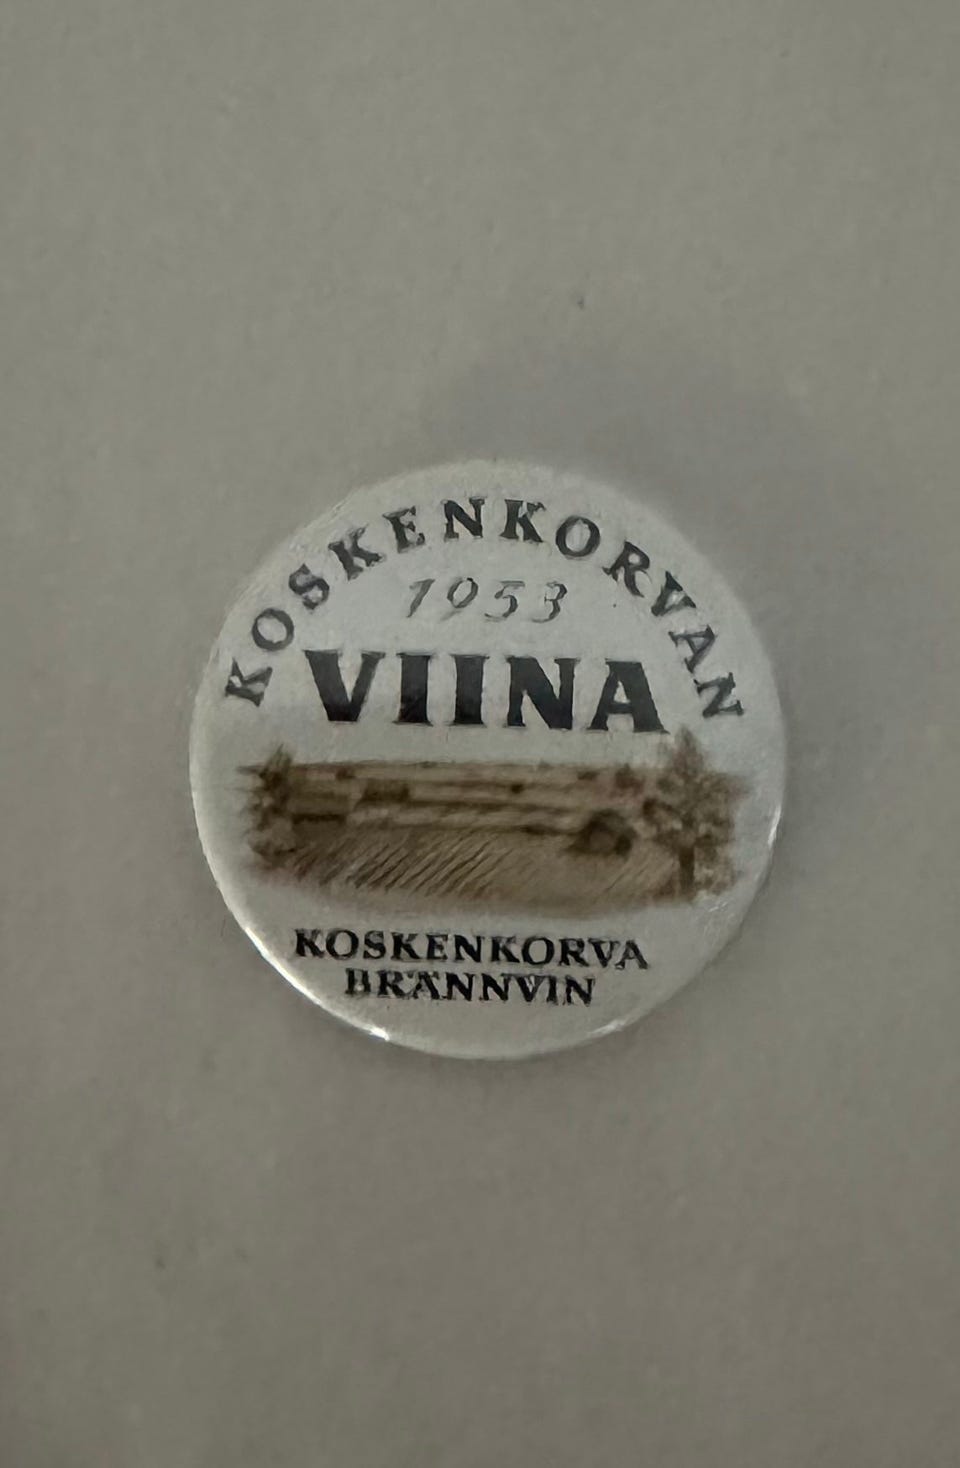 KOSKENKORVAN
1953
VIINA
KOSKENKORVA
BRÄNNVIN